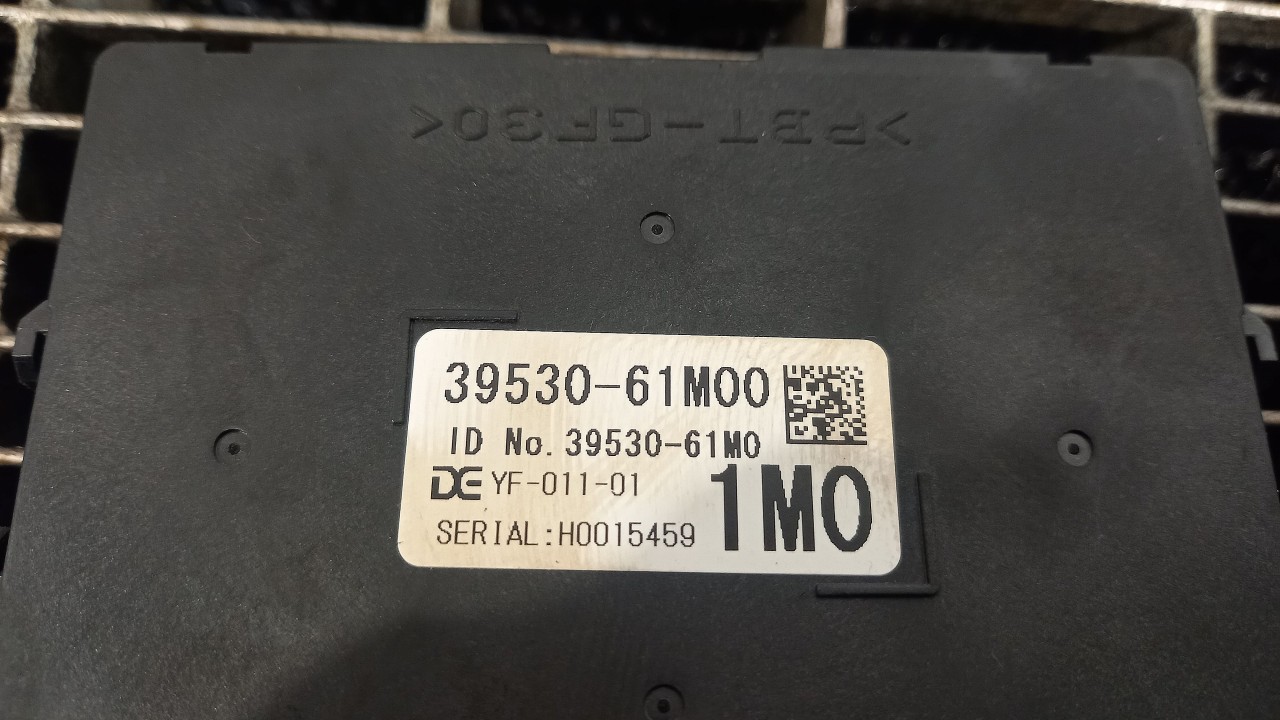 >PBT-GF30<
39530-61M00
ID No. 39530-61M0
DE YF-011-01
1M0
SERIAL:H0015459